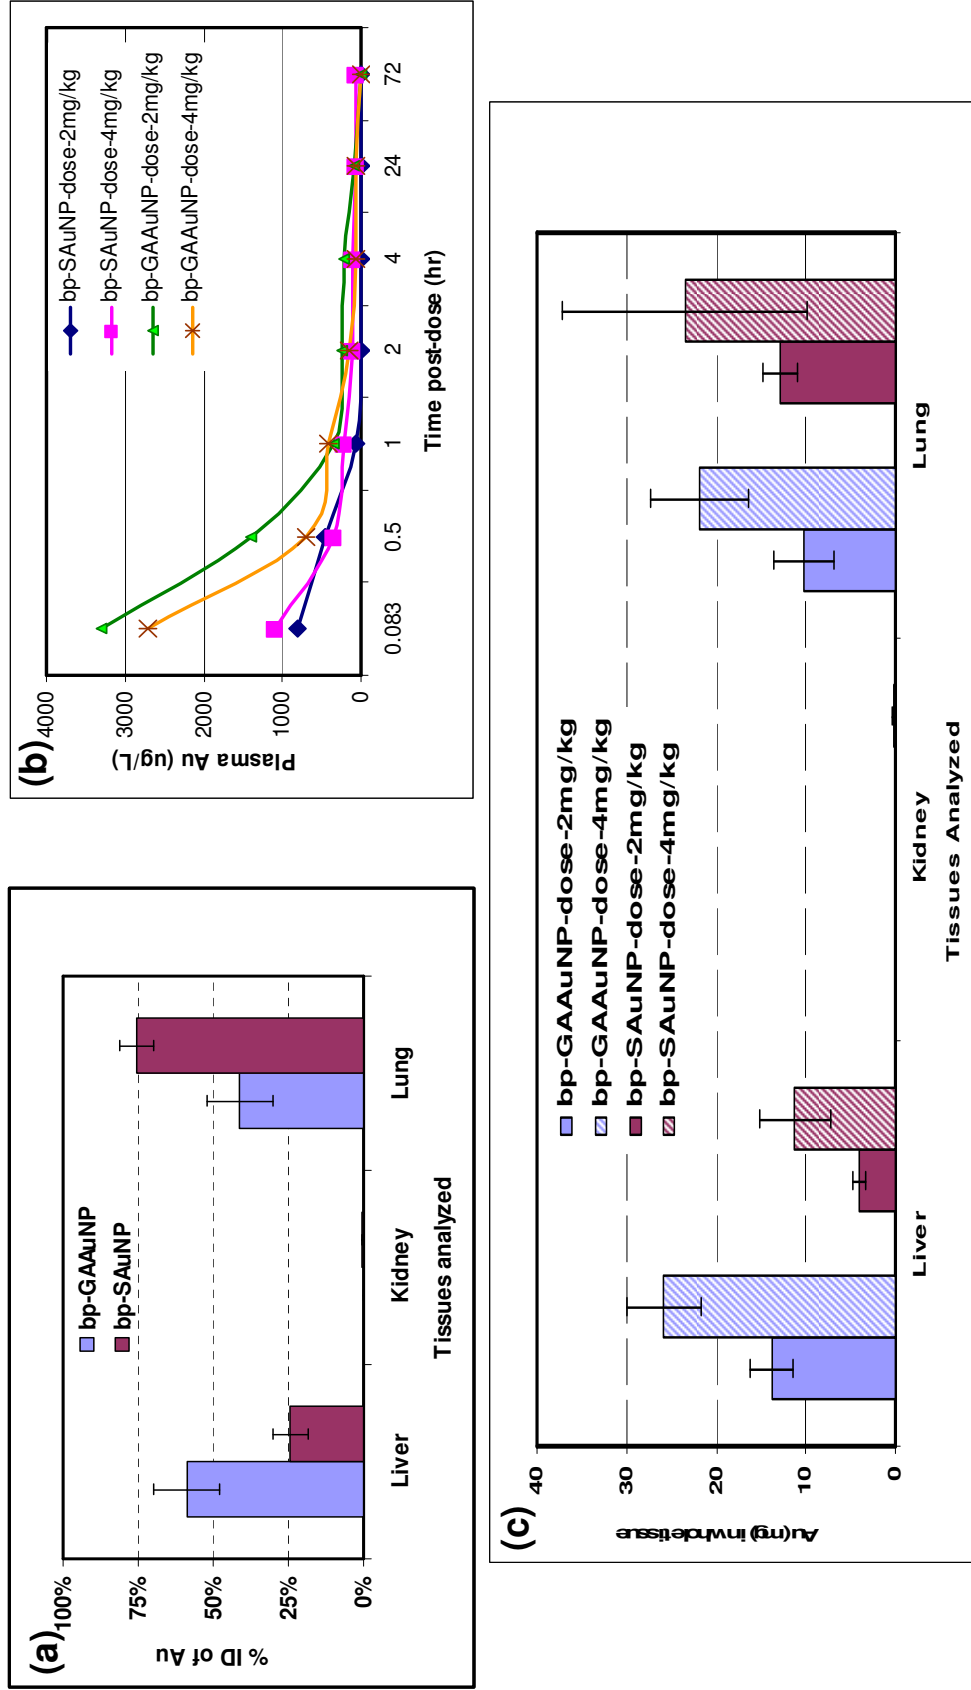 (a)
100%
75%
50%
25%
0%
% ID of Au
bp-GAAuNP
bp-SAuNP
Liver
Kidney
Lung
Tissues analyzed
(b)
4000
3000
2000
1000
0
Plasma Au (ug/L)
bp-SAuNP-dose-2mg/kg
bp-SAuNP-dose-4mg/kg
bp-GAAuNP-dose-2mg/kg
bp-GAAuNP-dose-4mg/kg
0.083
0.5
1
2
4
24
72
Time post-dose (hr)
(c)
40
30
20
10
0
Au(mg) in whole tissue
bp-GAAuNP-dose-2mg/kg
bp-GAAuNP-dose-4mg/kg
bp-SAuNP-dose-2mg/kg
bp-SAuNP-dose-4mg/kg
Liver
Kidney
Lung
Tissues Analyzed